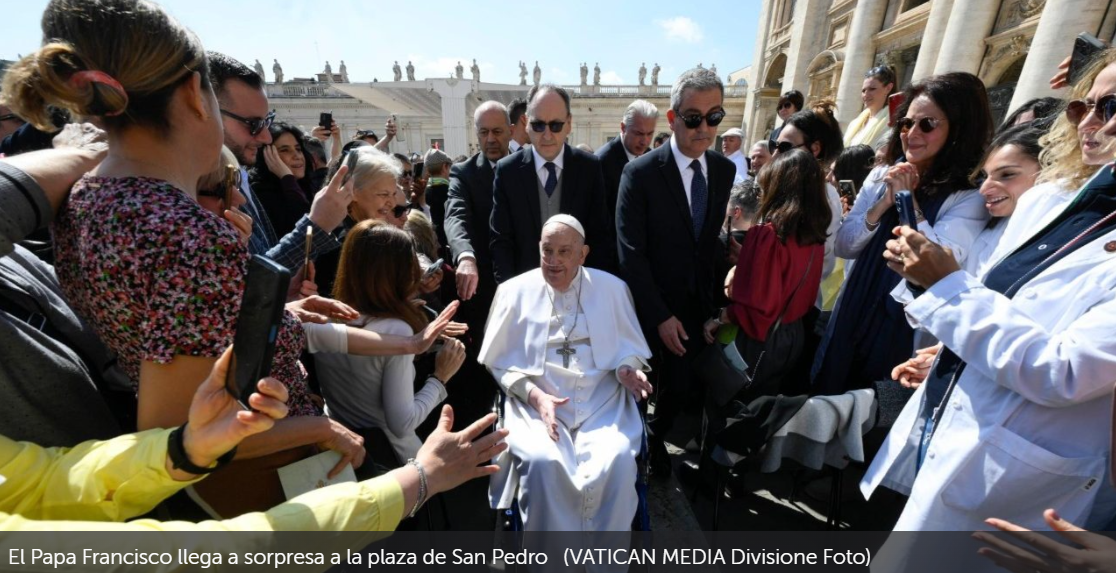 El Papa Francisco llega a sorpresa a la plaza de San Pedro (VATICAN MEDIA Divisione Foto)